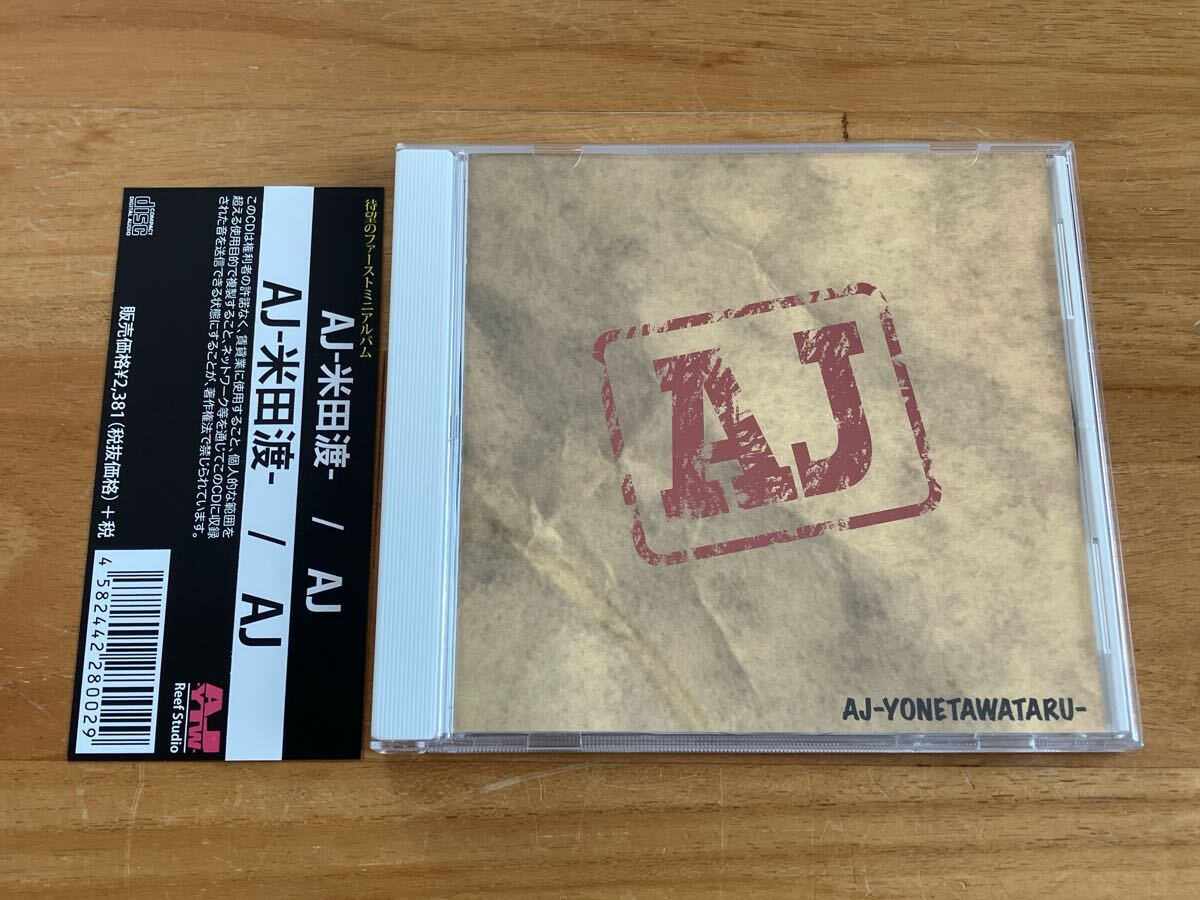 待望のファーストミニアルバム
AJ-米田渡- / AJ
AJ-米田渡- / AJ
このCDは権利者の許諾なく、賃貸業に使用すること、個人的な範囲を
超える使用目的で複製すること、ネットワーク等を通じてこのCDに収録
された音を送信できる状態にすることが、著作権法で禁じられています。
COMPACT
disc
DIGITAL AUDIO
販売価格¥2,381(税抜価格)+税
4 582442 280029
AJ
YTW
Reef Studio
AJ
AJ-YONETAWATARU-